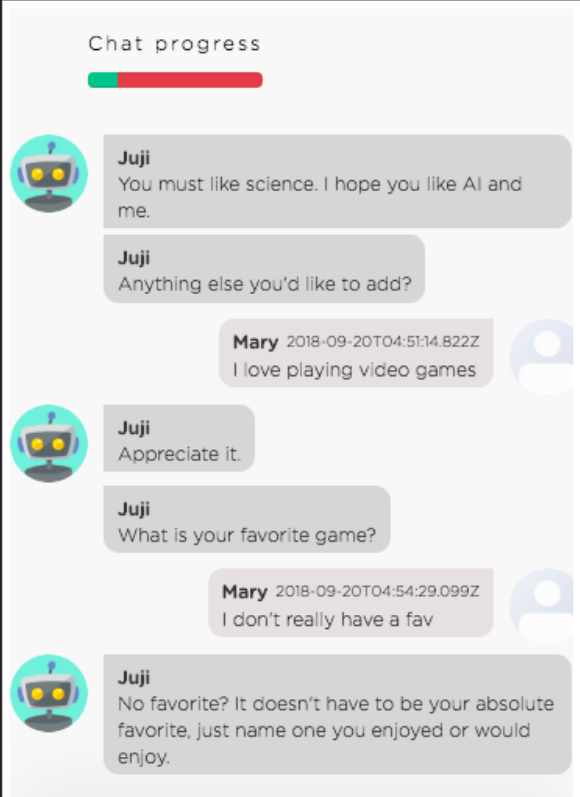 Chat progress
Juji
You must like science. I hope you like AI and
me.
Juji
Anything else you'd like to add?
Mary 2018-09-20T04:51:14.822Z
I love playing video games
Juji
Appreciate it.
Juji
What is your favorite game?
Mary 2018-09-20T04:54:29.099Z
I don't really have a fav
Juji
No favorite? It doesn't have to be your absolute
favorite, just name one you enjoyed or would
enjoy.